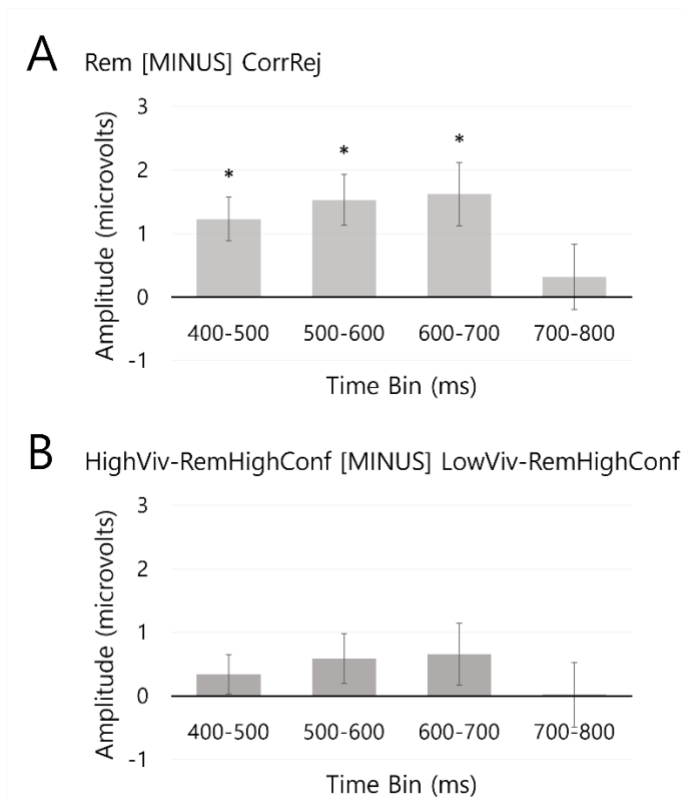 A
Rem [MINUS] CorrRej
Amplitude (microvolts)
3
2
1
0
-1
*
*
*
400-500 500-600 600-700 700-800
Time Bin (ms)
B
HighViv-RemHighConf [MINUS] LowViv-RemHighConf
Amplitude (microvolts)
3
2
1
0
-1
400-500 500-600 600-700 700-800
Time Bin (ms)